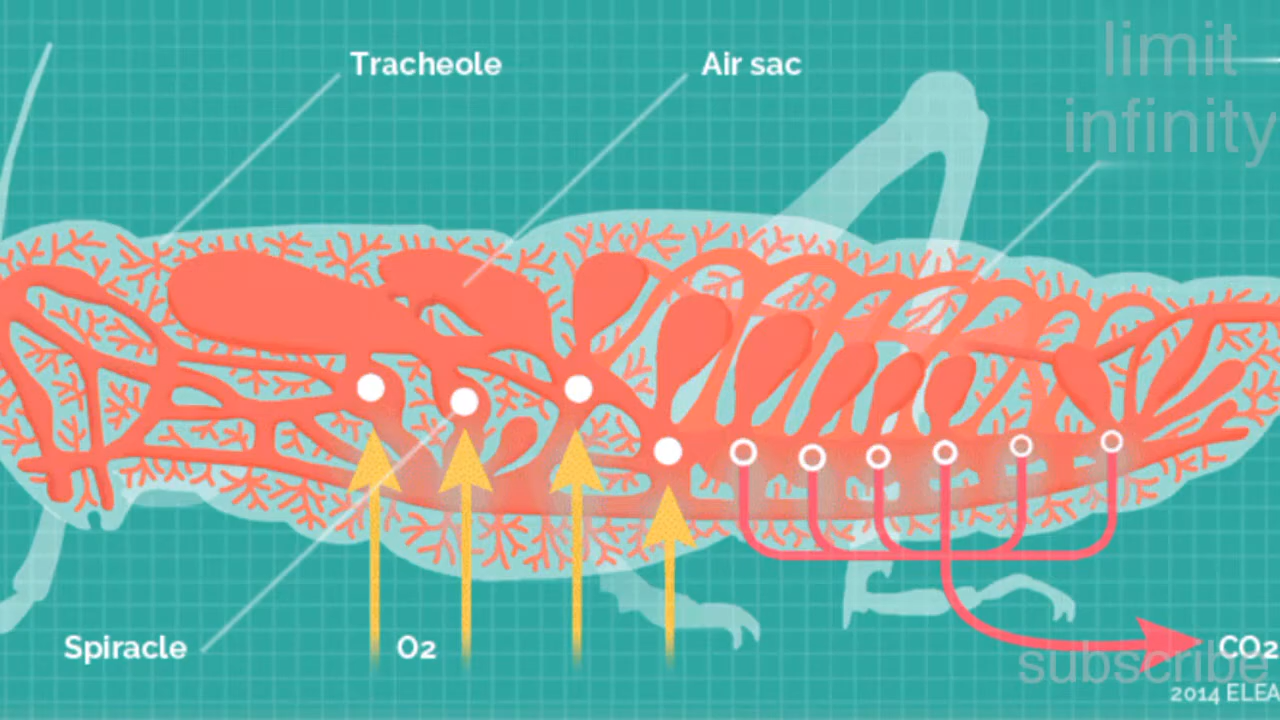 Tracheole
Air sac
limit
infinity
Spiracle
O2
CO2
subscribe
2014 ELEA